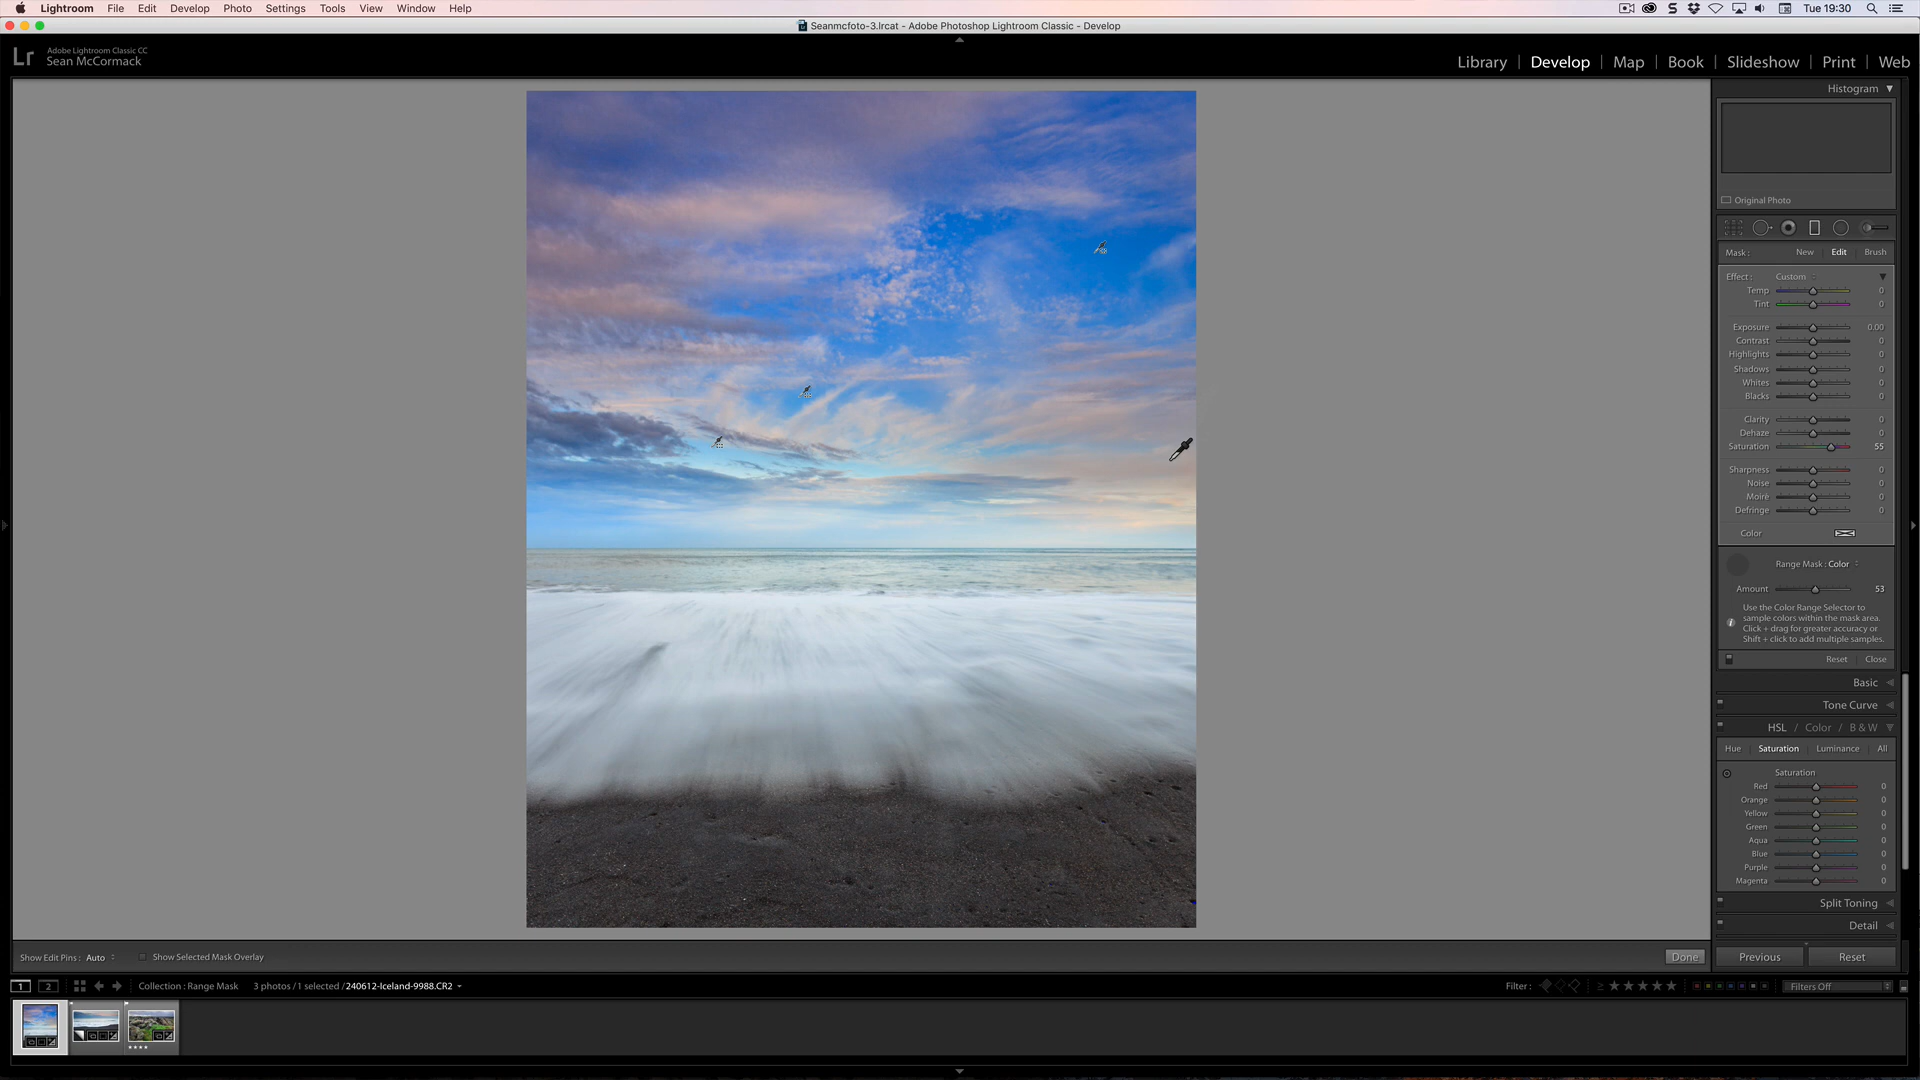 Lightroom File Edit Develop Photo Settings Tools View Window Help Tue 19:30
Seanmcfoto-3.lrcat - Adobe Photoshop Lightroom Classic - Develop
Lr Adobe Lightroom Classic CC
Sean McCormack
Library | Develop | Map | Book | Slideshow | Print | Web
Histogram
Original Photo
Mask : New Edit Brush
Effect : Custom
Temp 0
Tint 0
Exposure 0.00
Contrast 0
Highlights 0
Shadows 0
Whites 0
Blacks 0
Clarity 0
Dehaze 0
Saturation 55
Sharpness 0
Noise 0
Moiré 0
Defringe 0
Color
Range Mask : Color
Amount 53
Use the Color Range Selector to
sample colors within the mask area.
Click + drag for greater accuracy or
Shift + click to add multiple samples.
Reset Close
Basic
Tone Curve
HSL / Color / B & W
Hue Saturation Luminance All
Saturation
Red 0
Orange 0
Yellow 0
Green 0
Aqua 0
Blue 0
Purple 0
Magenta 0
Split Toning
Detail
Show Edit Pins : Auto Show Selected Mask Overlay Done Previous Reset
1 2 Collection : Range Mask 3 photos / 1 selected / 240612-Iceland-9988.CR2 Filter : ≥ ★★★★★ Filters Off